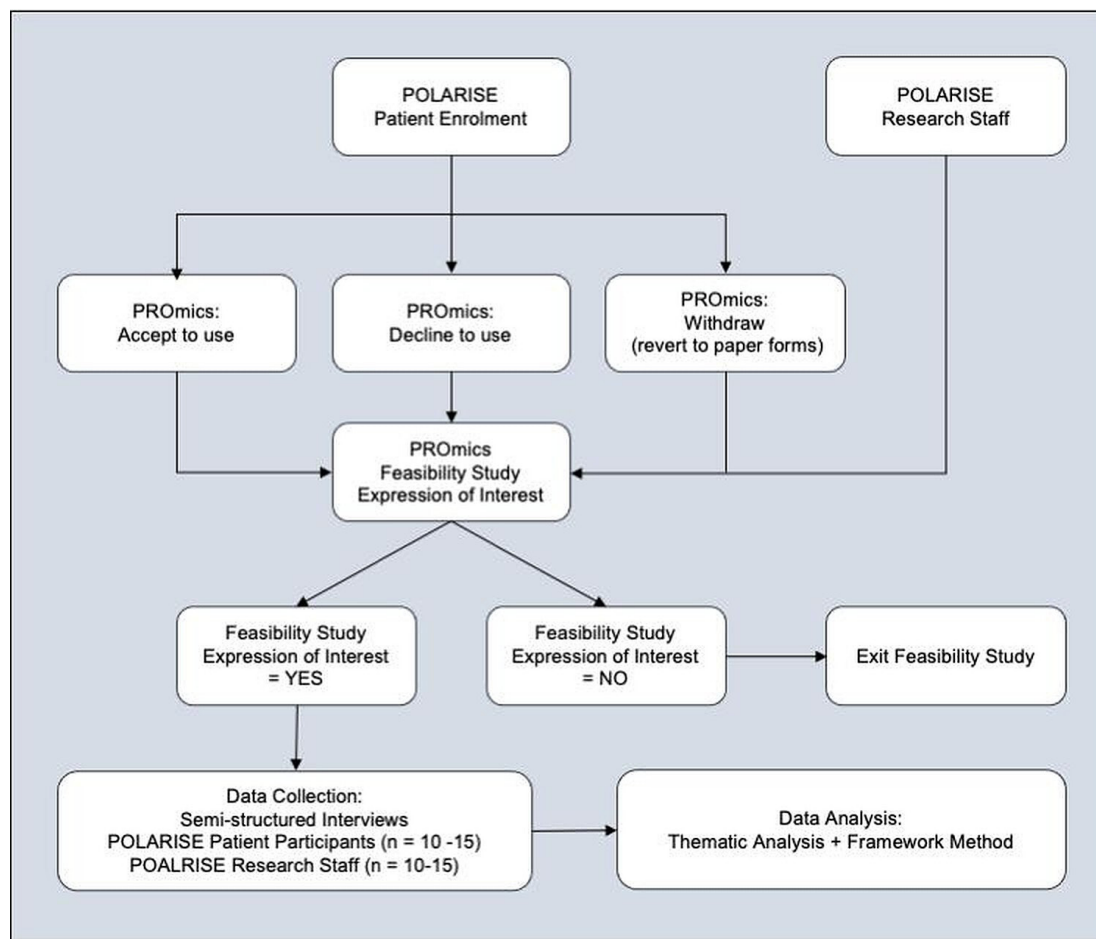 POLARISE
Patient Enrolment
POLARISE
Research Staff
PROmics:
Accept to use
PROmics:
Decline to use
PROmics:
Withdraw
(revert to paper forms)
PROmics
Feasibility Study
Expression of Interest
Feasibility Study
Expression of Interest
= YES
Feasibility Study
Expression of Interest
= NO
Exit Feasibility Study
Data Collection:
Semi-structured Interviews
POLARISE Patient Participants (n = 10 -15)
POALRISE Research Staff (n = 10-15)
Data Analysis:
Thematic Analysis + Framework Method